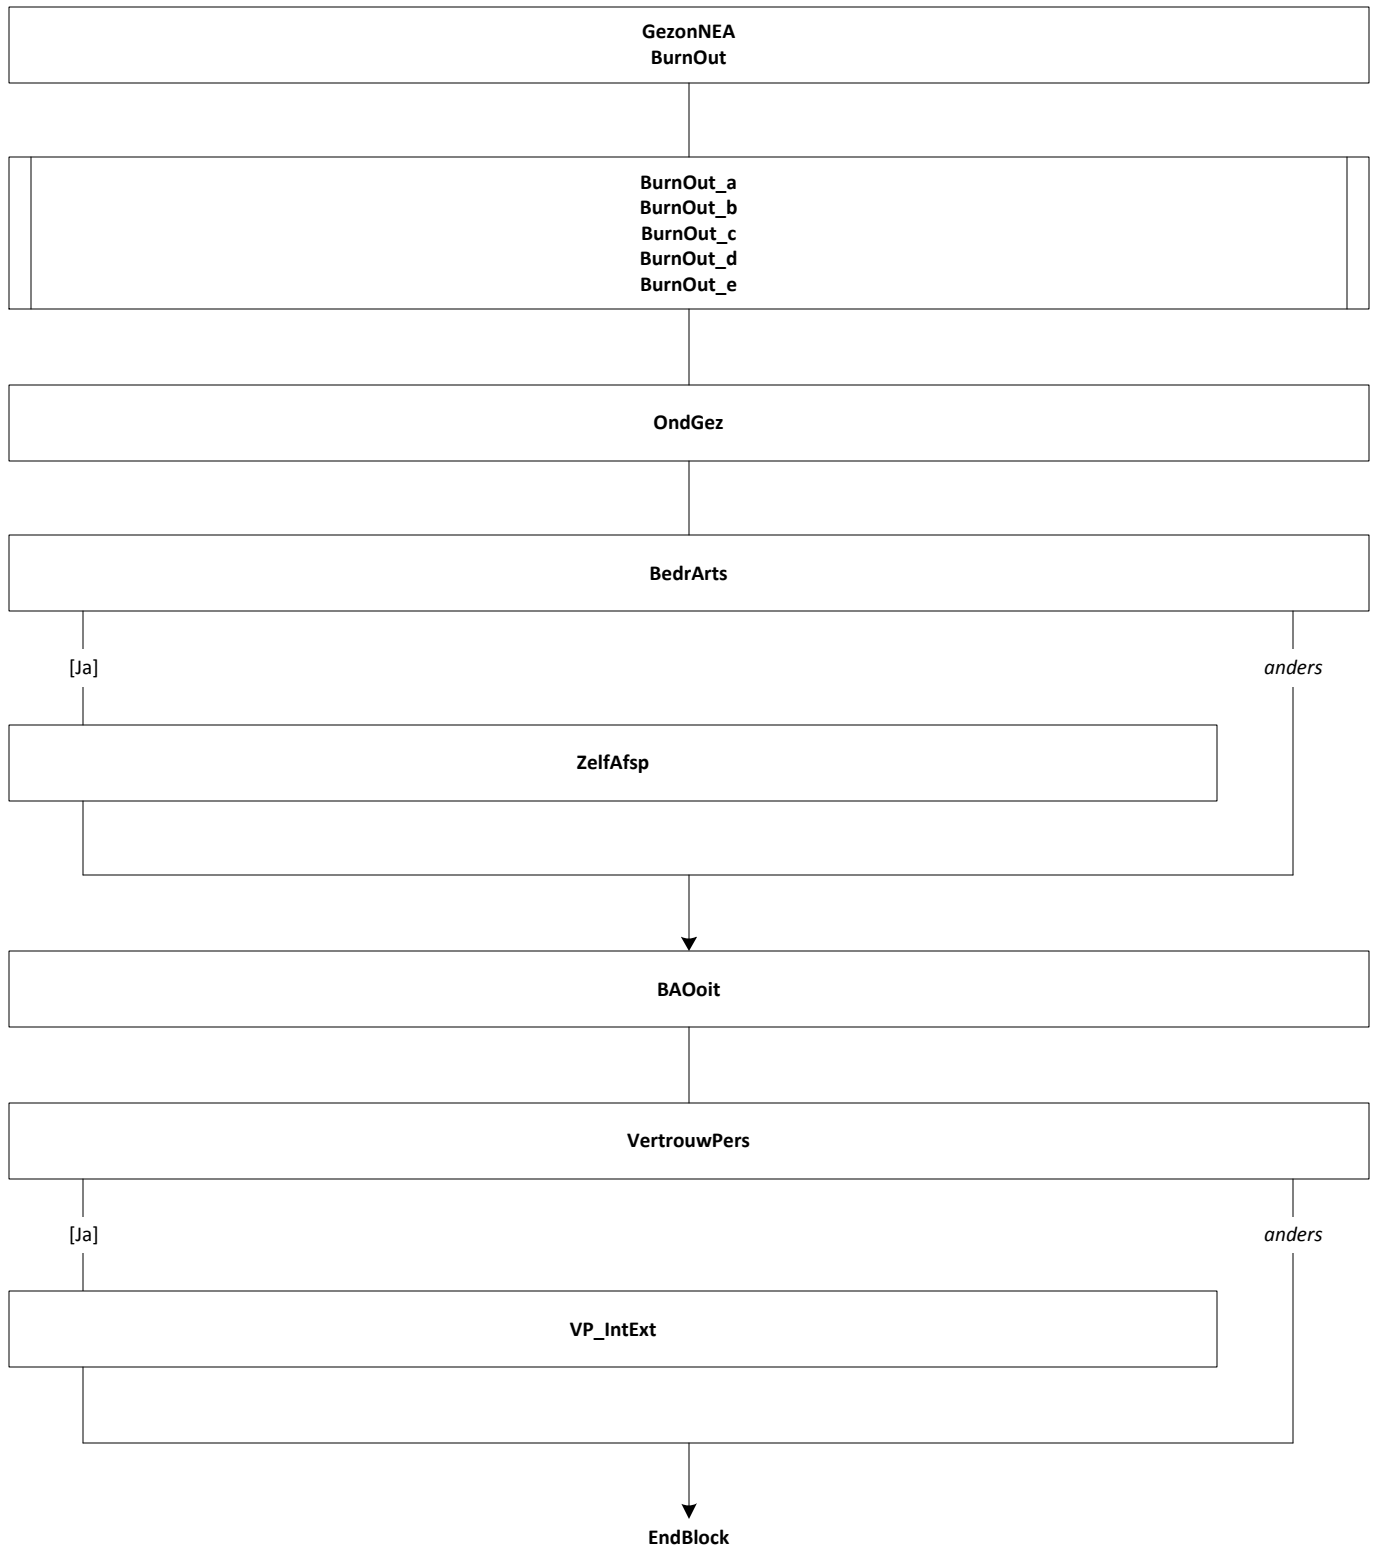 GezonNEA
BurnOut
BurnOut_a
BurnOut_b
BurnOut_c
BurnOut_d
BurnOut_e
OndGez
BedrArts
[Ja] anders
ZelfAfsp
BAOoit
VertrouwPers
[Ja] anders
VP_IntExt
EndBlock